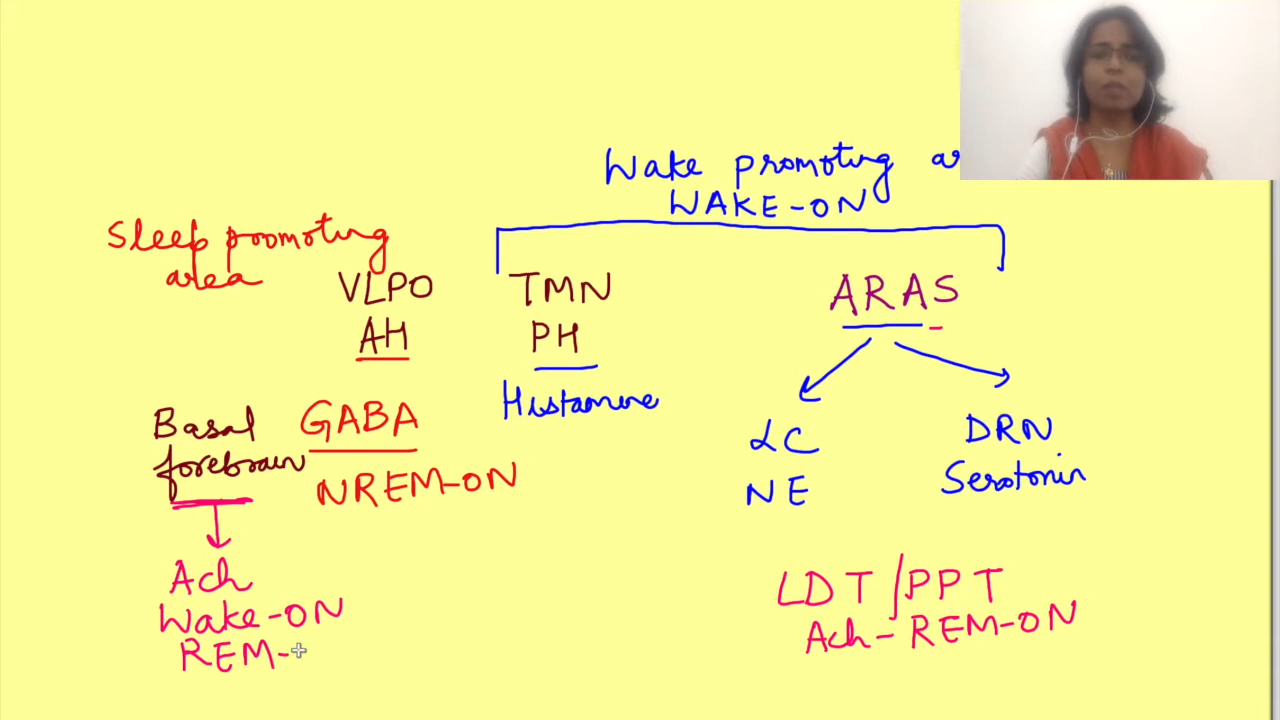 Wake promoting
WAKE-ON
Sleep promoting
area
VLPO
AH
GABA
NREM-ON
TMN
PH
Histamine
ARAS
LC
NE
DRN
Serotonin
Basal
forebrain
Ach
Wake-ON
REM-
LDT/PPT
Ach-REM-ON